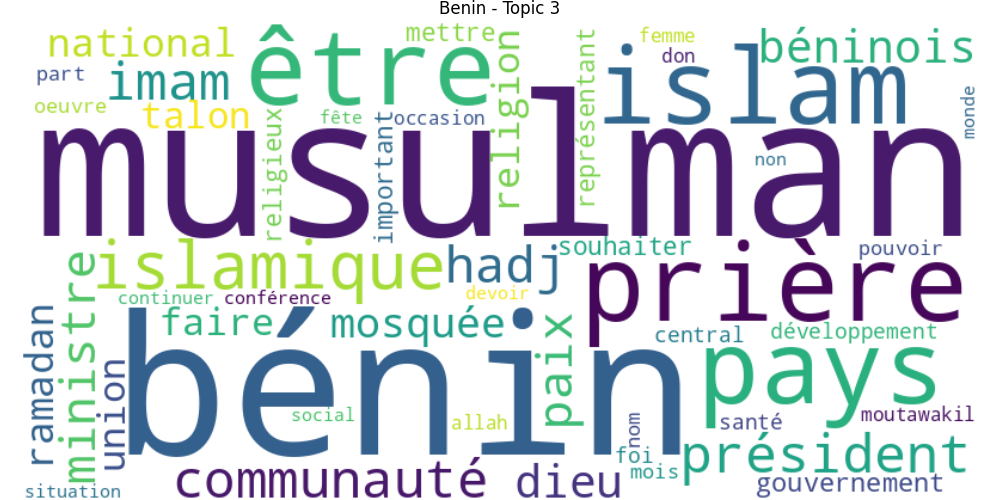 Benin - Topic 3
national
être
mettre
femme
béninois
part
imam
religion
représentant
don
islam
oeuvre
talon
religieux
fête
important
occasion
monde
musulman
non
ministre
islamique
hadj
souhaiter
prière
pouvoir
continuer
conférence
devoir
ramadan
faire
mosquée
paix
central
développement
union
bénin
pays
social
allah
nom
santé
moutawakil
foi
mois
président
situation
communauté
dieu
gouvernement